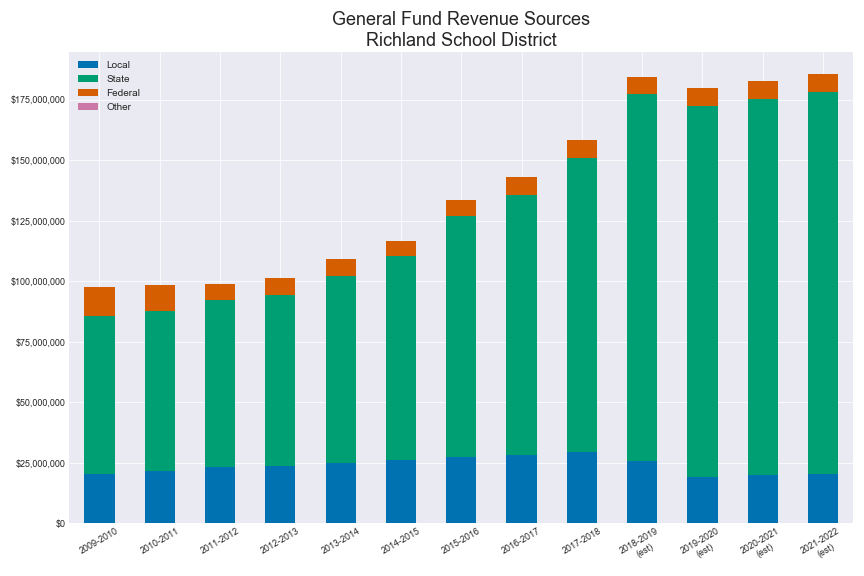 General Fund Revenue Sources
Richland School District
Local
State
Federal
Other
$175,000,000
$150,000,000
$125,000,000
$100,000,000
$75,000,000
$50,000,000
$25,000,000
$0
2009-2010
2010-2011
2011-2012
2012-2013
2013-2014
2014-2015
2015-2016
2016-2017
2017-2018
2018-2019
(est)
2019-2020
(est)
2020-2021
(est)
2021-2022
(est)